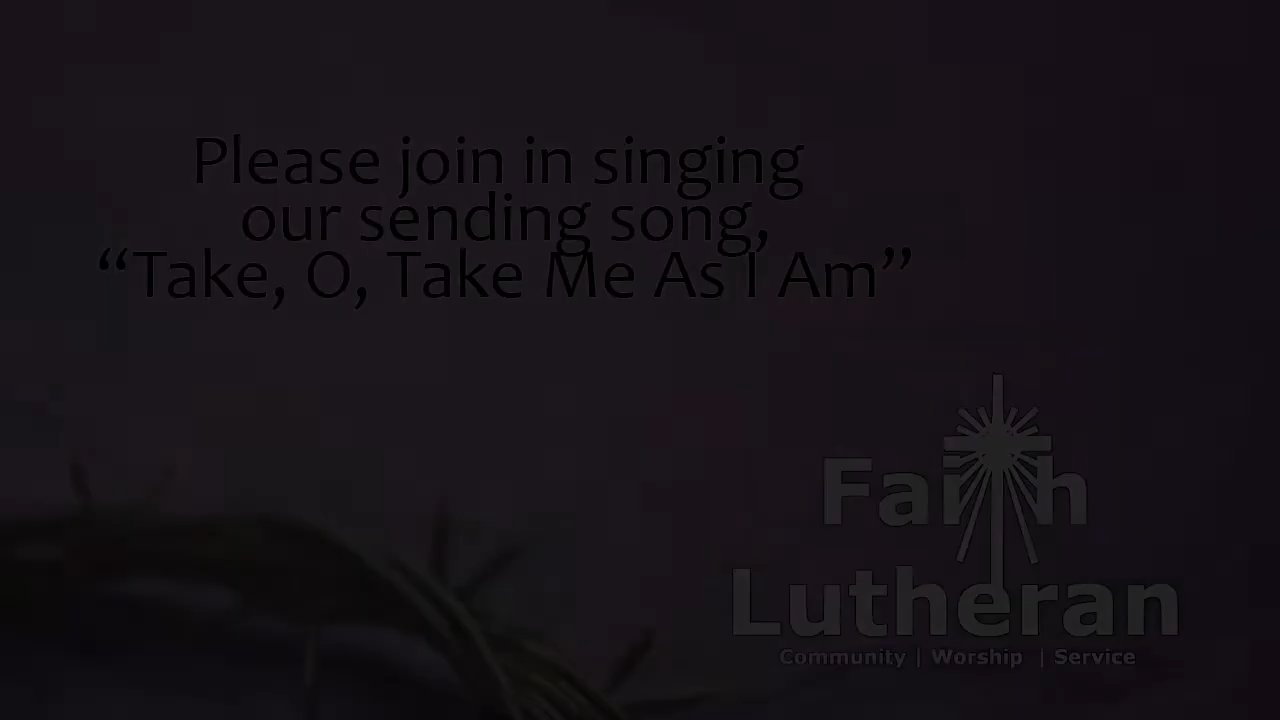 Please join in singing
our sending song,
“Take, O, Take Me As I Am”
Faith
Lutheran
Community | Worship | Service